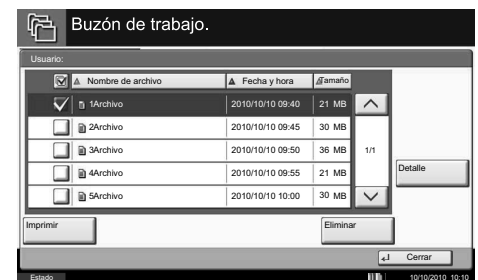 Buzón de trabajo.
Usuario:
Nombre de archivo Fecha y hora Tamaño
1Archivo 2010/10/10 09:40 21 MB
2Archivo 2010/10/10 09:45 30 MB
3Archivo 2010/10/10 09:50 36 MB 1/1
4Archivo 2010/10/10 09:55 21 MB Detalle
5Archivo 2010/10/10 10:00 30 MB
Imprimir Eliminar
Cerrar
Estado 10/10/2010 10:10